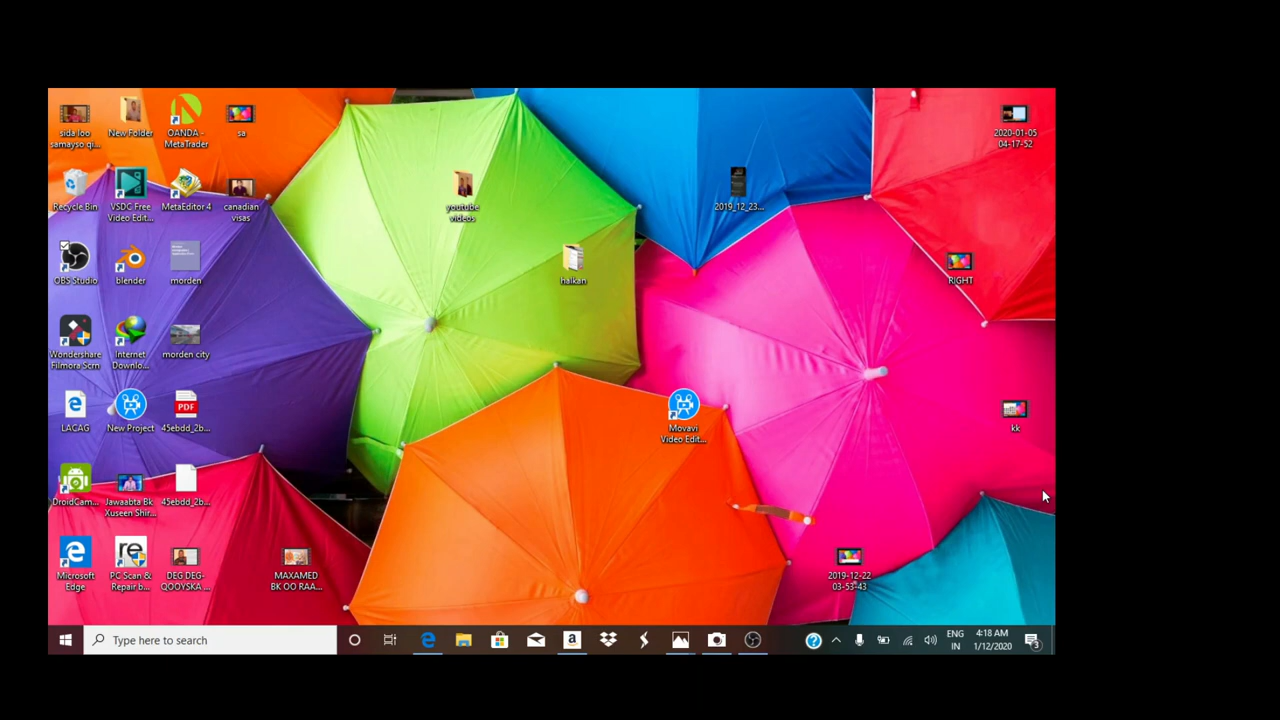 sida loo
samayso qi...
New Folder
OANDA -
MetaTrader
sa
2020-01-05
04-17-52
Recycle Bin
VSDC Free
Video Edit...
MetaEditor 4
canadian
visas
youtube
videos
2019_12_23...
OBS Studio
blender
morden
halkan
RIGHT
Wondershare
Filmora Scrn
Internet
Downlo...
morden city
LACAG
New Project
PDF
45ebdd_2b...
Movavi
Video Edit...
kk
DroidCam...
Jawaabta Bk
Xuseen Shir...
45ebdd_2b...
Microsoft
Edge
re
PC Scan &
Repair b...
DEG DEG-
QOOYSKA ...
MAXAMED
BK OO RAA...
2019-12-22
03-53-43
Type here to search
ENG
IN
4:18 AM
1/12/2020
3